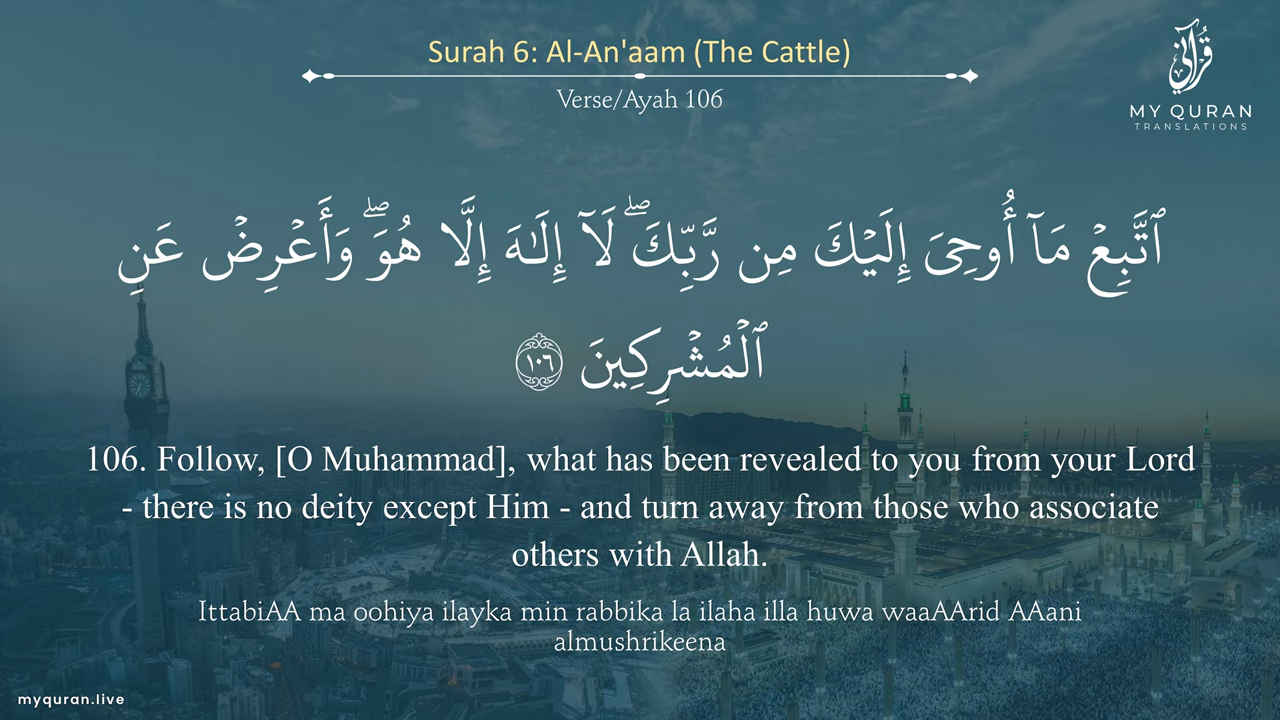 Surah 6: Al-An'aam (The Cattle)
Verse/Ayah 106
قرآني
MY QURAN
TRANSLATIONS
ٱتَّبِعْ مَآ أُوحِىَ إِلَيْكَ مِن رَّبِّكَ ۖ لَآ إِلَـٰهَ إِلَّا هُوَ ۖ وَأَعْرِضْ عَنِ
ٱلْمُشْرِكِينَ ١٠٦
106. Follow, [O Muhammad], what has been revealed to you from your Lord
- there is no deity except Him - and turn away from those who associate
others with Allah.
IttabiAA ma oohiya ilayka min rabbika la ilaha illa huwa waaAArid AAani
almushrikeena
myquran.live